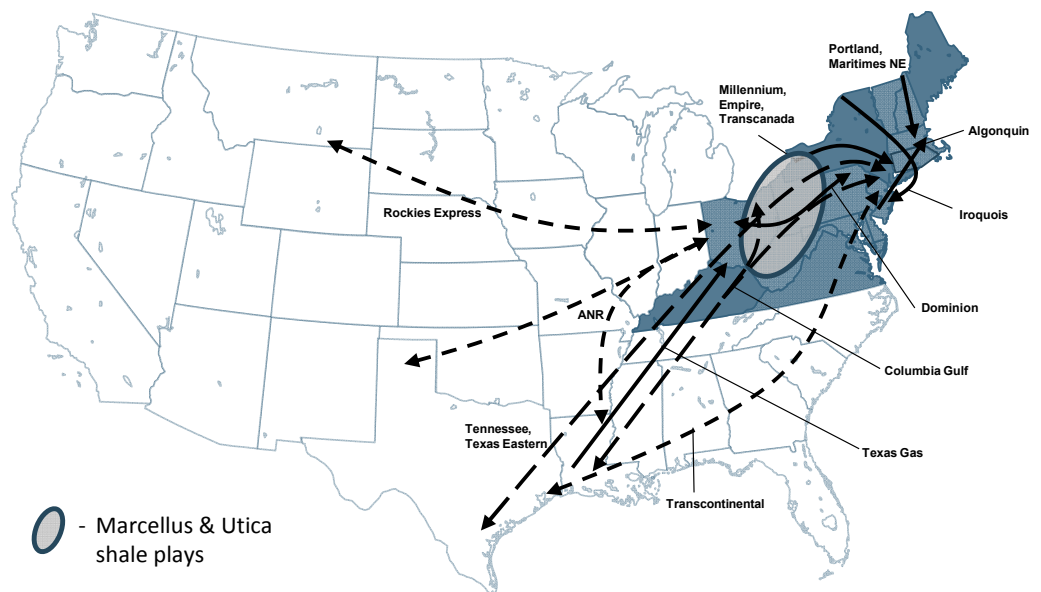 Portland,
Maritimes NE
Millennium,
Empire,
Transcanada
Algonquin
Rockies Express
Iroquois
Dominion
ANR
Columbia Gulf
Tennessee,
Texas Eastern
Texas Gas
Transcontinental
- Marcellus & Utica
shale plays